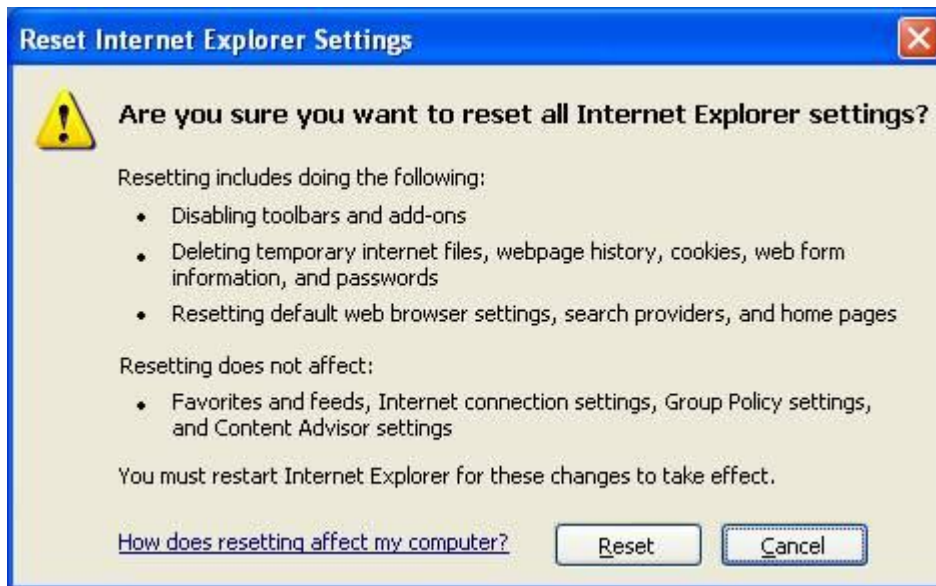 Reset Internet Explorer Settings
Are you sure you want to reset all Internet Explorer settings?
Resetting includes doing the following:
• Disabling toolbars and add-ons
• Deleting temporary internet files, webpage history, cookies, web form
information, and passwords
• Resetting default web browser settings, search providers, and home pages
Resetting does not affect:
• Favorites and feeds, Internet connection settings, Group Policy settings,
and Content Advisor settings
You must restart Internet Explorer for these changes to take effect.
How does resetting affect my computer? Reset Cancel